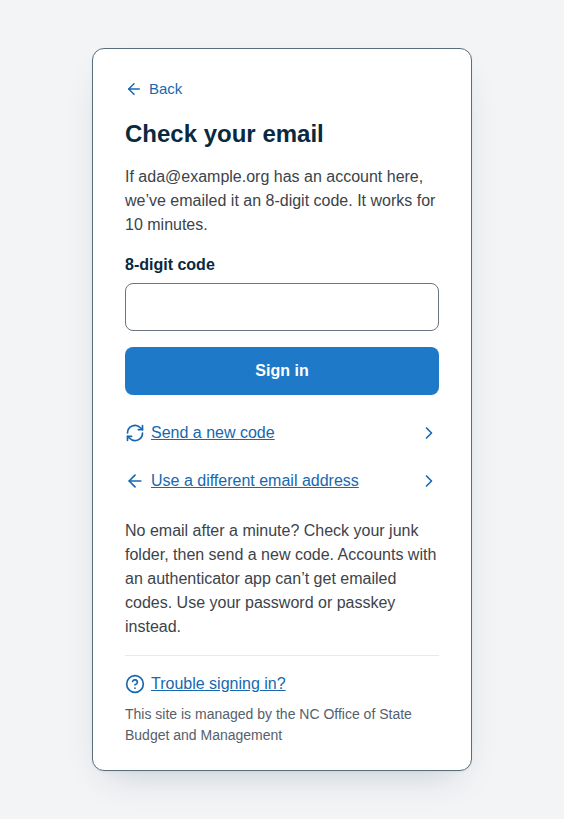 Back
Check your email
If ada@example.org has an account here,
we’ve emailed it an 8-digit code. It works for
10 minutes.
8-digit code
Sign in
Send a new code
Use a different email address
No email after a minute? Check your junk
folder, then send a new code. Accounts with
an authenticator app can’t get emailed
codes. Use your password or passkey
instead.
Trouble signing in?
This site is managed by the NC Office of State
Budget and Management